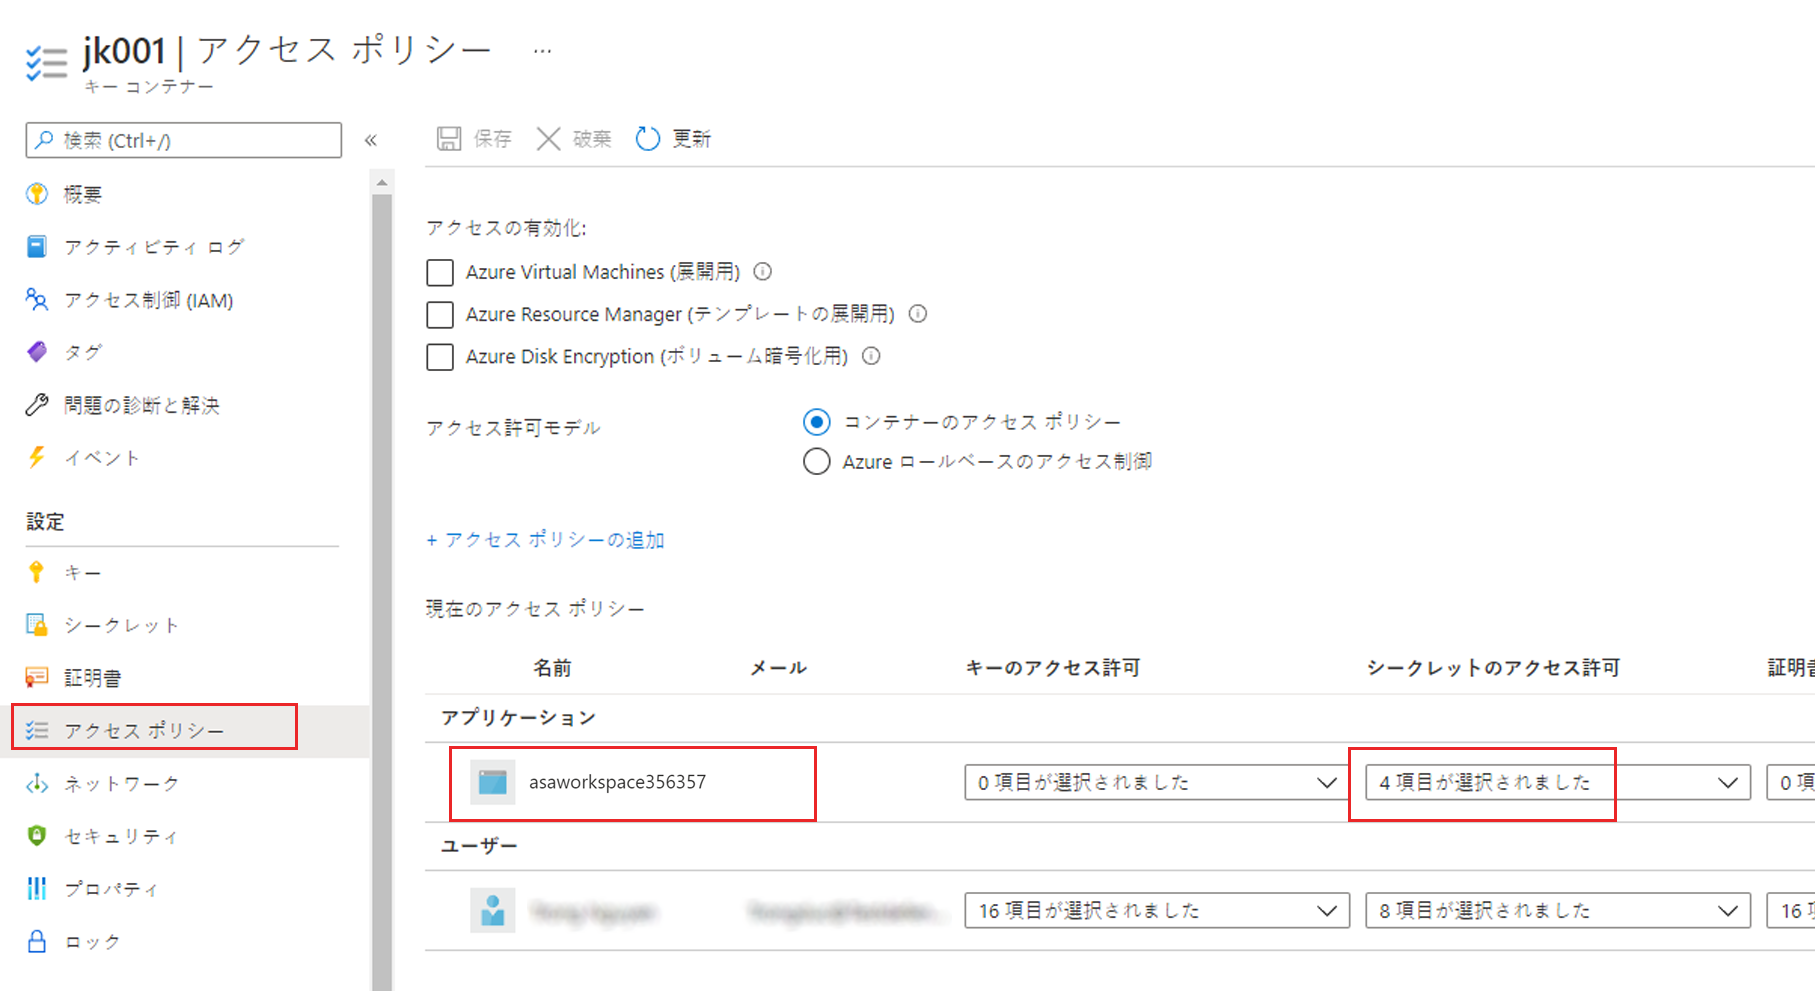 jk001 | アクセス ポリシー ...
キー コンテナー
検索 (Ctrl+/)
«
保存
破棄
更新
概要
アクティビティ ログ
アクセス制御 (IAM)
タグ
問題の診断と解決
イベント
設定
キー
シークレット
証明書
アクセス ポリシー
ネットワーク
セキュリティ
プロパティ
ロック
アクセスの有効化:
Azure Virtual Machines (展開用)
Azure Resource Manager (テンプレートの展開用)
Azure Disk Encryption (ボリューム暗号化用)
アクセス許可モデル
コンテナーのアクセス ポリシー
Azure ロールベースのアクセス制御
+ アクセス ポリシーの追加
現在のアクセス ポリシー
名前 メール キーのアクセス許可 シークレットのアクセス許可 証明書
アプリケーション
asaworkspace356357 0 項目が選択されました 4 項目が選択されました 0 項
ユーザー
16 項目が選択されました 8 項目が選択されました 16